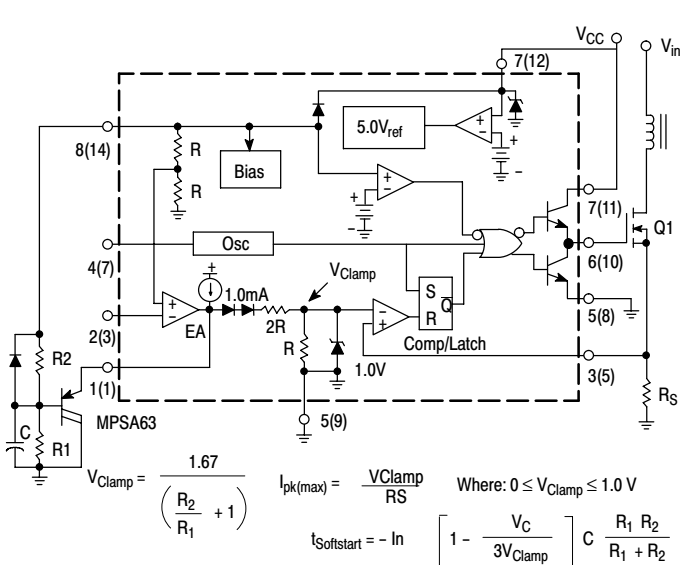 VCC
Vin
7(12)
8(14)
R
R
Bias
5.0Vref
+
-
+
-
+
-
+
-
7(11)
Q1
Osc
4(7)
6(10)
+
1.0mA
VClamp
S
Q
R
5(8)
+
-
EA
2R
-
+
2(3)
R
1.0V
Comp/Latch
3(5)
R2
1(1)
5(9)
RS
C
R1
MPSA63
VClamp = 1.67 / (R2 / R1 + 1)
Ipk(max) = VClamp / RS
Where: 0 ≤ VClamp ≤ 1.0 V
tSoftstart = - In [1 - VC / 3VClamp] C R1 R2 / R1 + R2